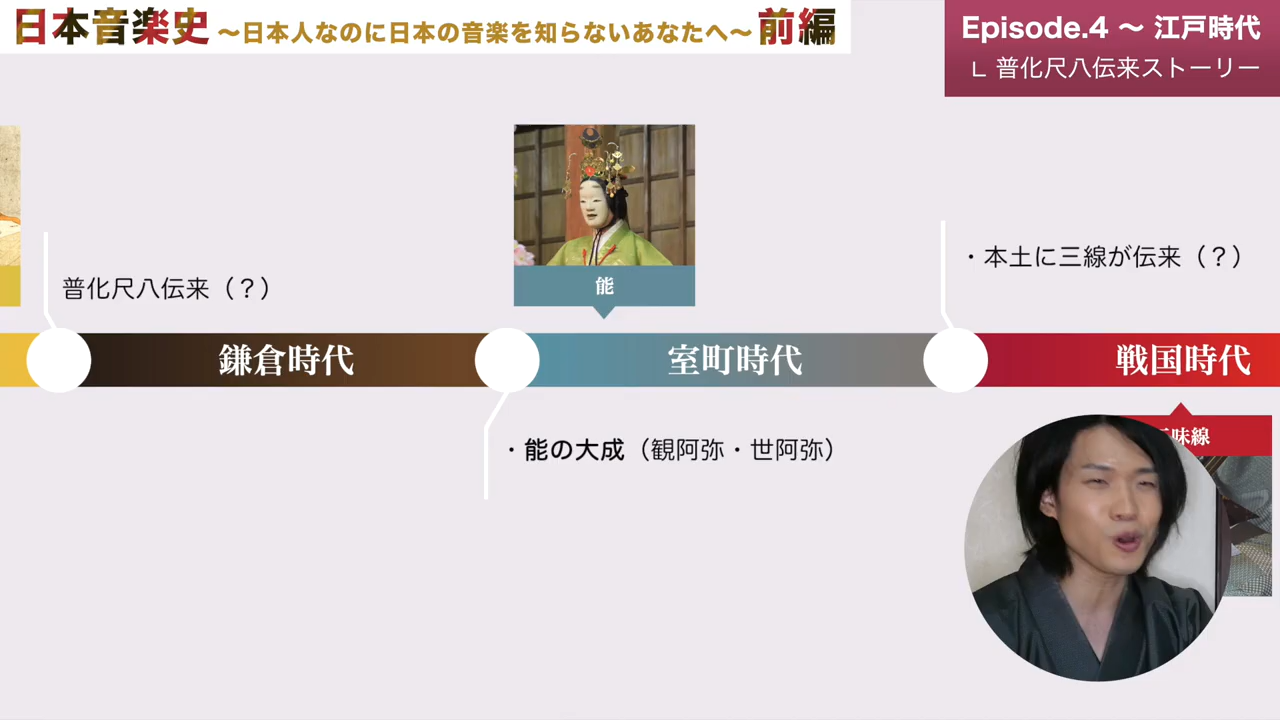 日本音楽史 〜日本人なのに日本の音楽を知らないあなたへ〜 前編
Episode.4 〜 江戸時代
∟ 普化尺八伝来ストーリー
普化尺八伝来（？）
能
・本土に三線が伝来（？）
鎌倉時代
室町時代
戦国時代
・能の大成（観阿弥・世阿弥）
味線